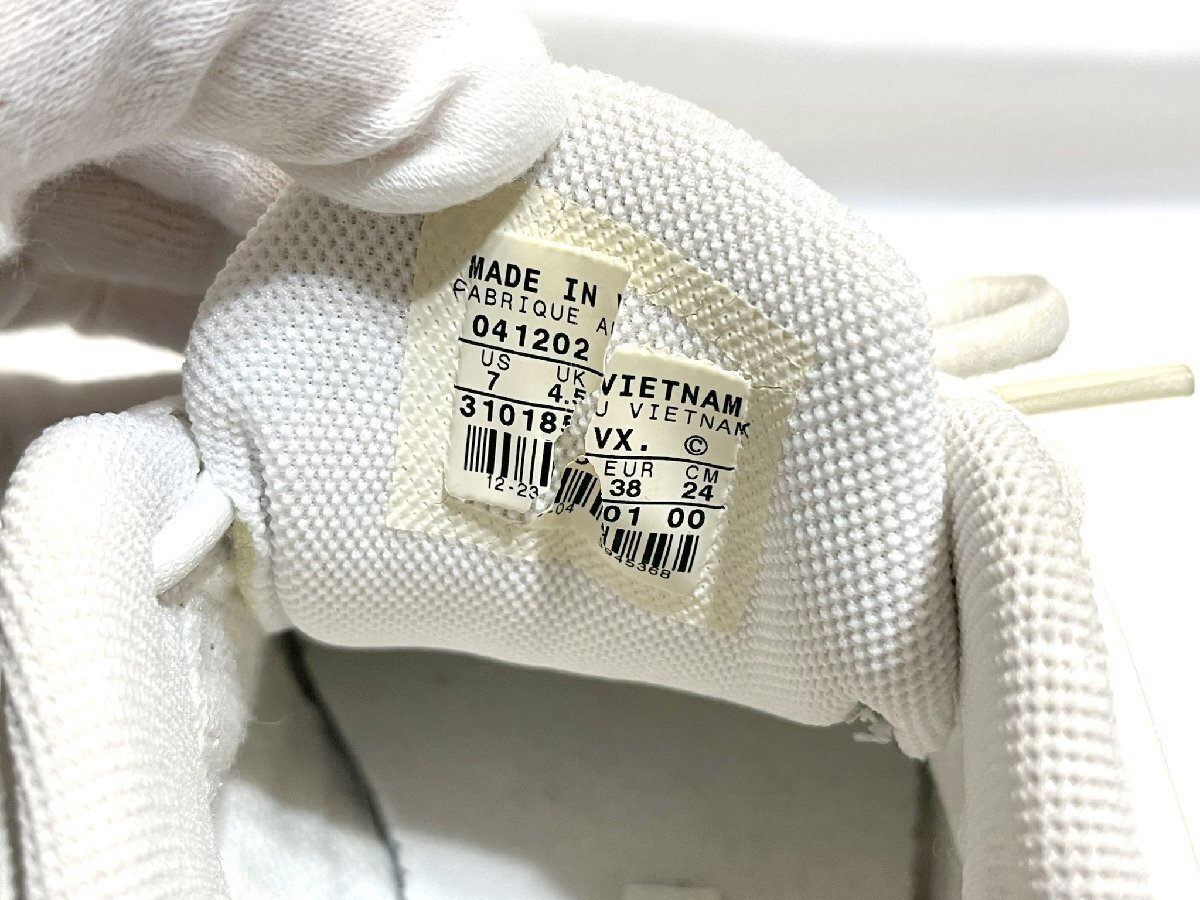 MADE IN VIETNAM
FABRIQUE AU VIETNAM
041202 VX. ©
US UK EUR CM
7 4.5 38 24
310185 01 00
12-23